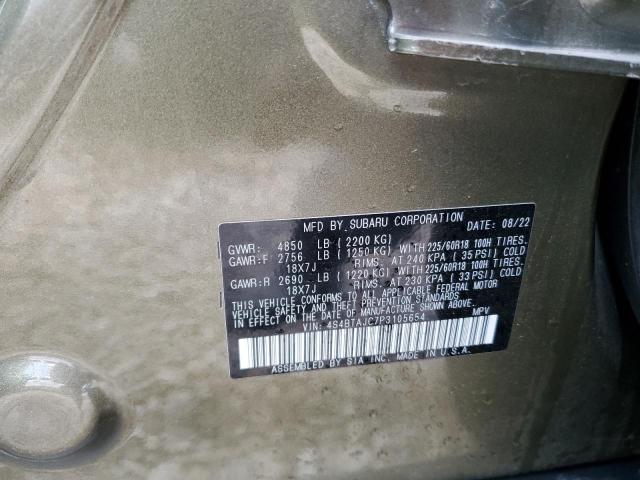 MFD BY. SUBARU CORPORATION DATE: 08/22
GVWR: 4850 LB ( 2200 KG)
GAWR:F 2756 LB ( 1250 KG) WITH 225/60R18 100H TIRES.
18X7J RIMS. AT 240 KPA ( 35 PSI) COLD
GAWR:R 2690 LB ( 1220 KG) WITH 225/60R18 100H TIRES.
18X7J RIMS. AT 230 KPA ( 33 PSI) COLD
THIS VEHICLE CONFORMS TO ALL APPLICABLE FEDERAL MOTOR
VEHICLE SAFETY, BUMPER, AND THEFT PREVENTION STANDARDS
IN EFFECT ON THE DATE OF MANUFACTURE SHOWN ABOVE.
VIN: 4S4BTAJC7P3105654 MPV
ASSEMBLED BY SIA, INC. MADE IN U.S.A.